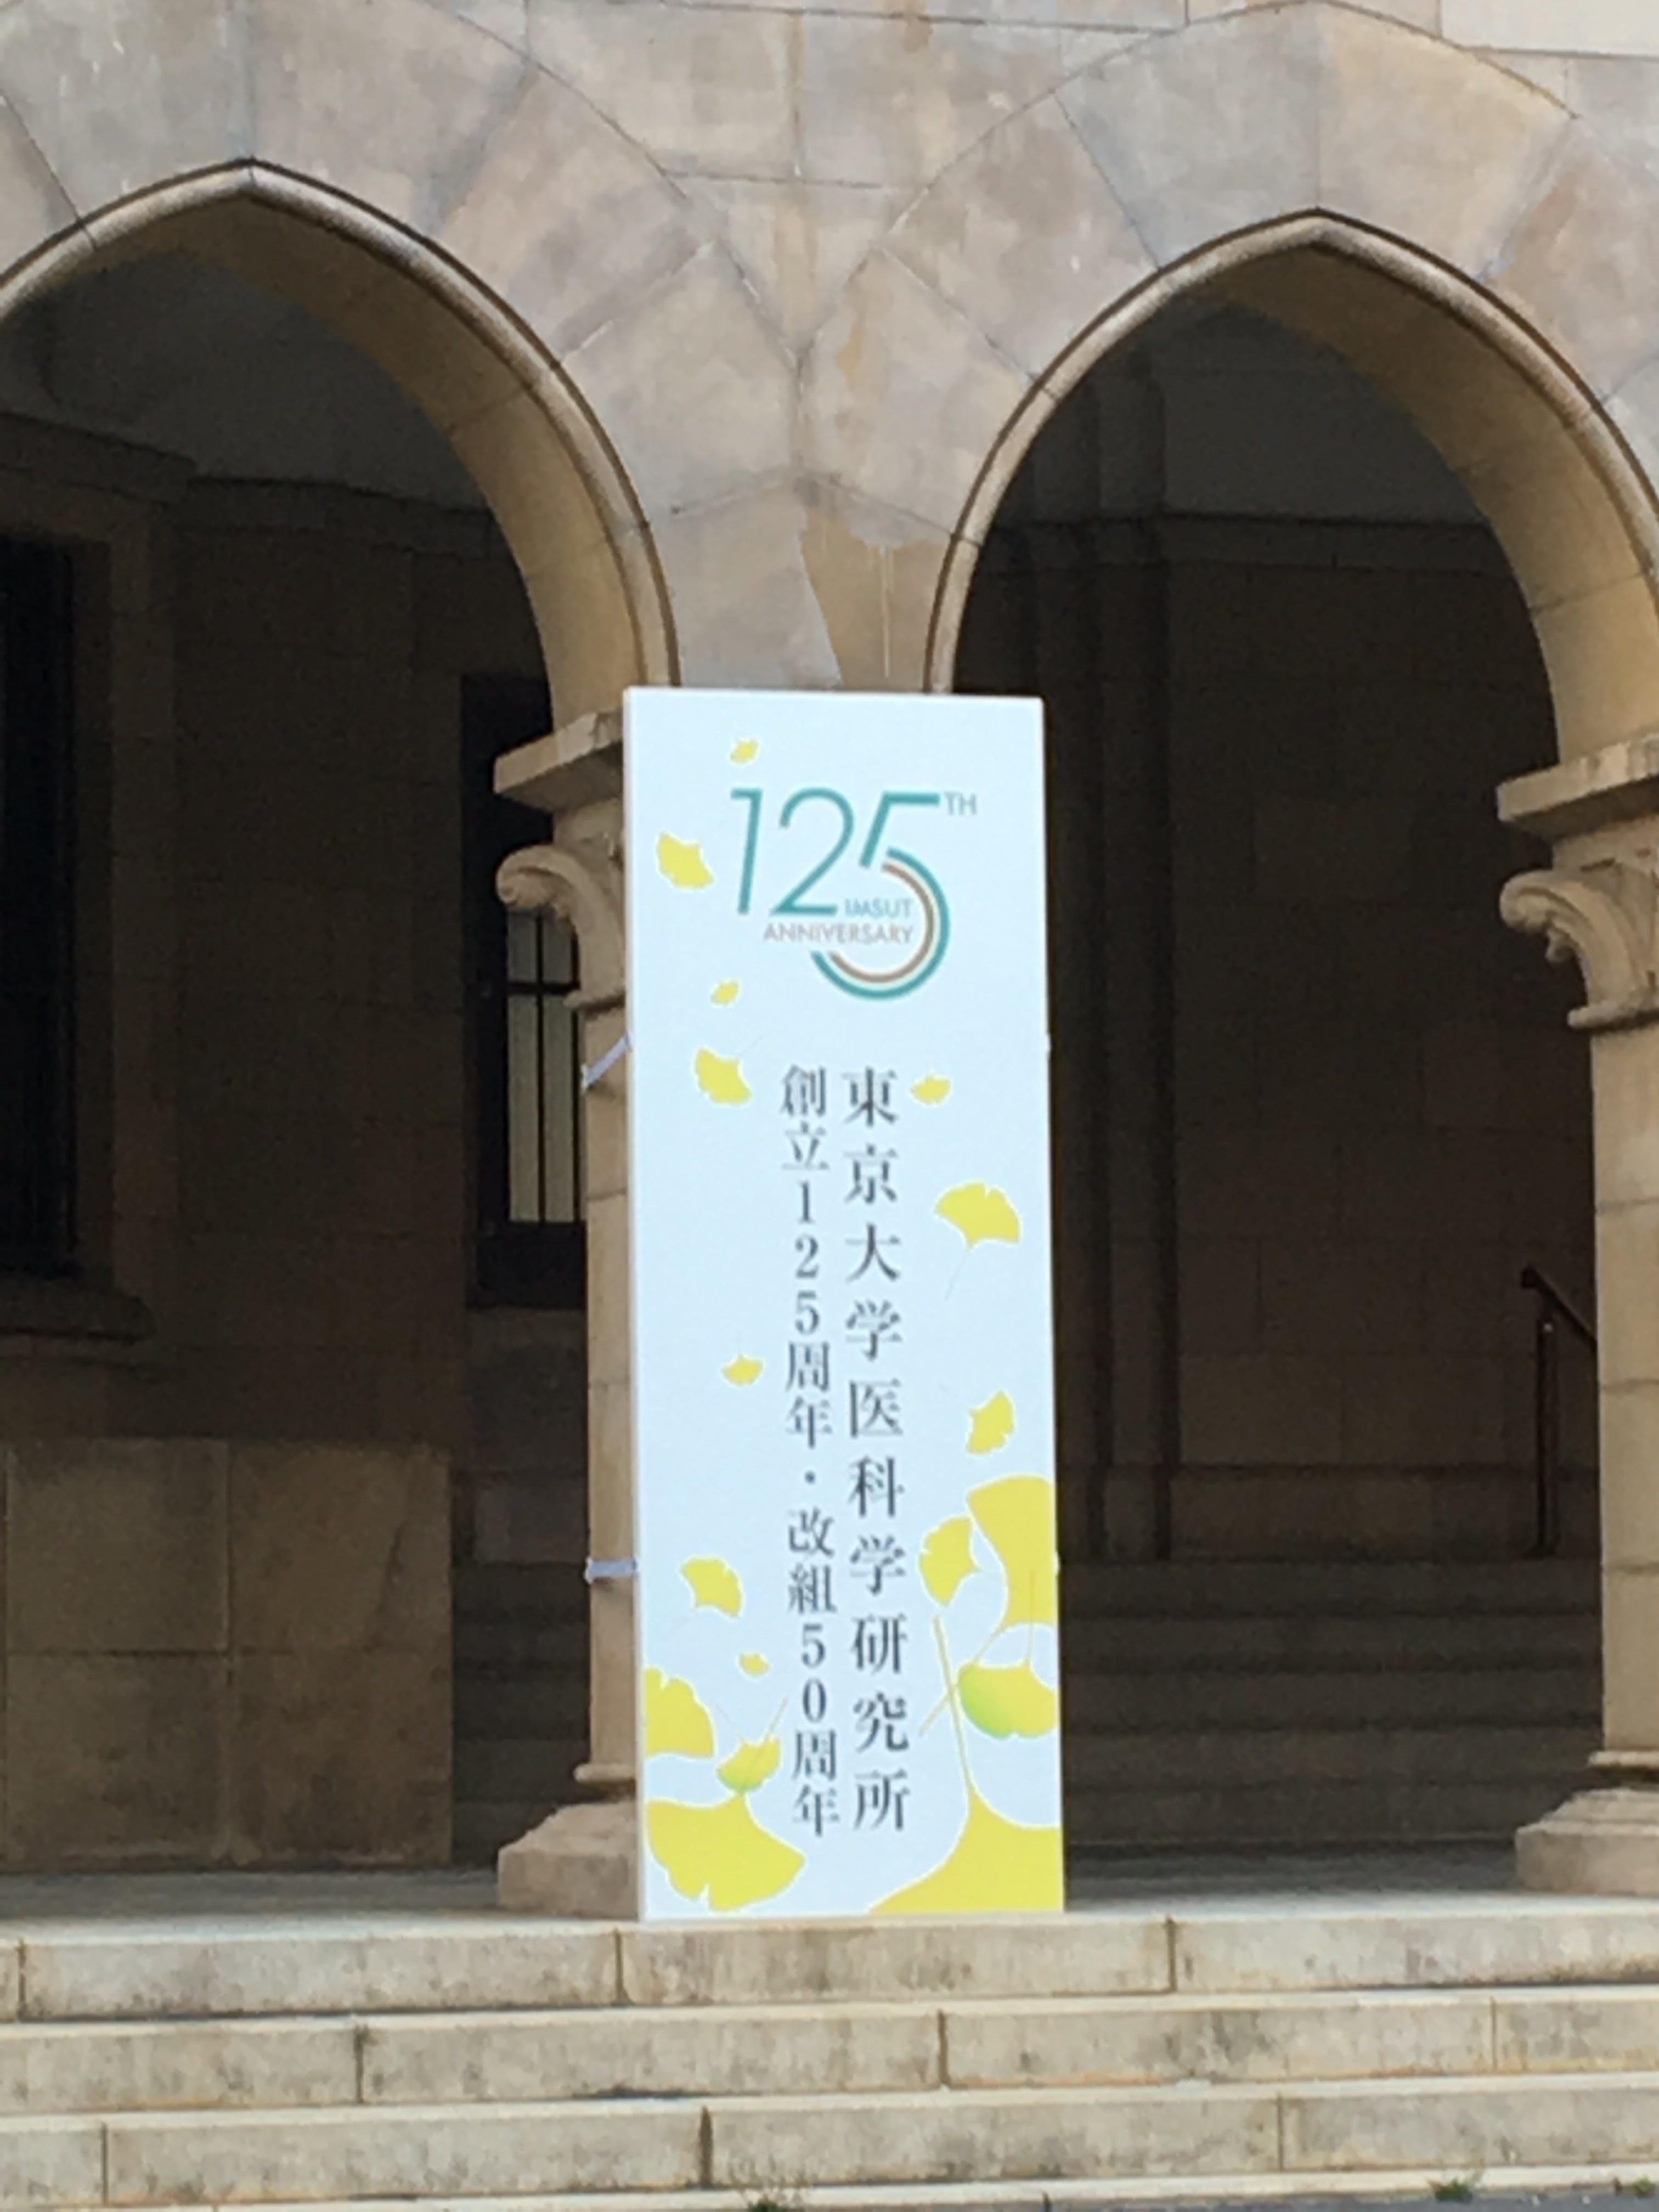 125TH
IMSUT
ANNIVERSARY
東京大学医科学研究所
創立125周年・改組50周年